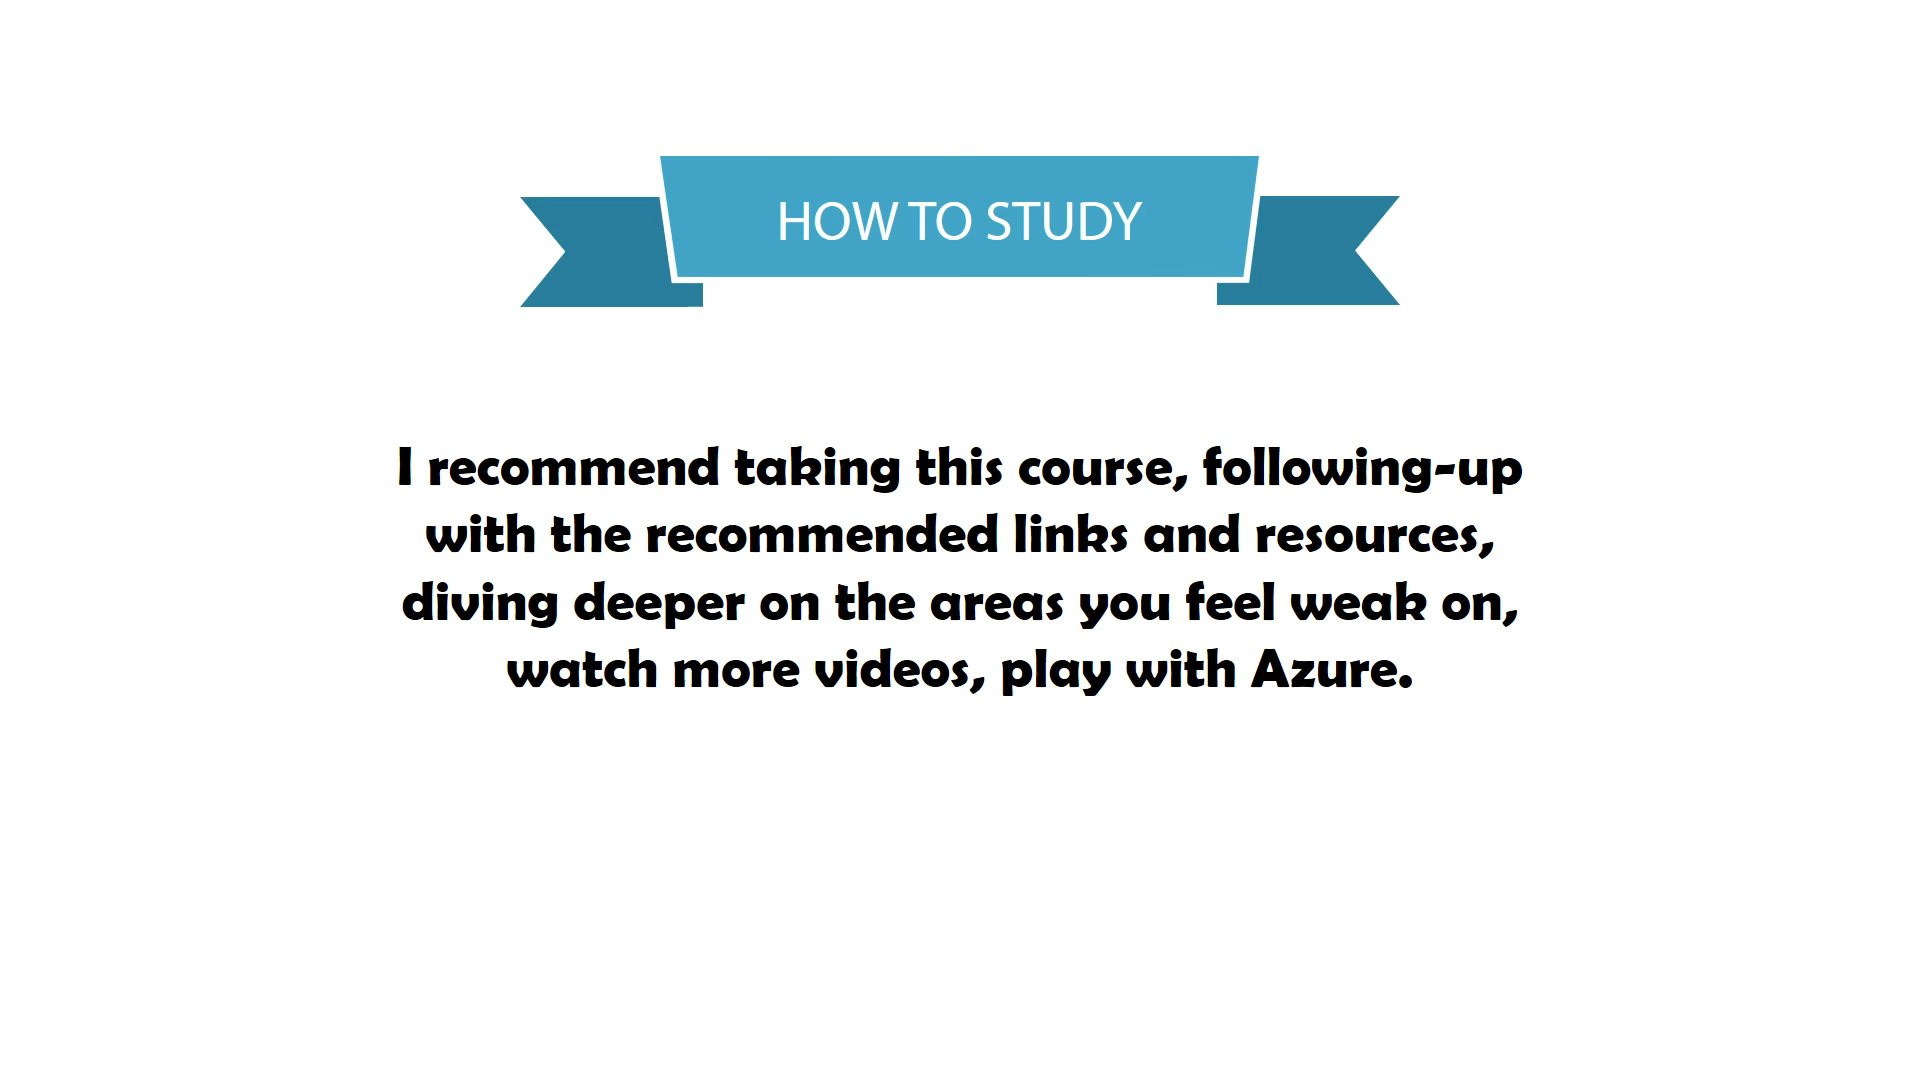 HOW TO STUDY
I recommend taking this course, following-up
with the recommended links and resources,
diving deeper on the areas you feel weak on,
watch more videos, play with Azure.